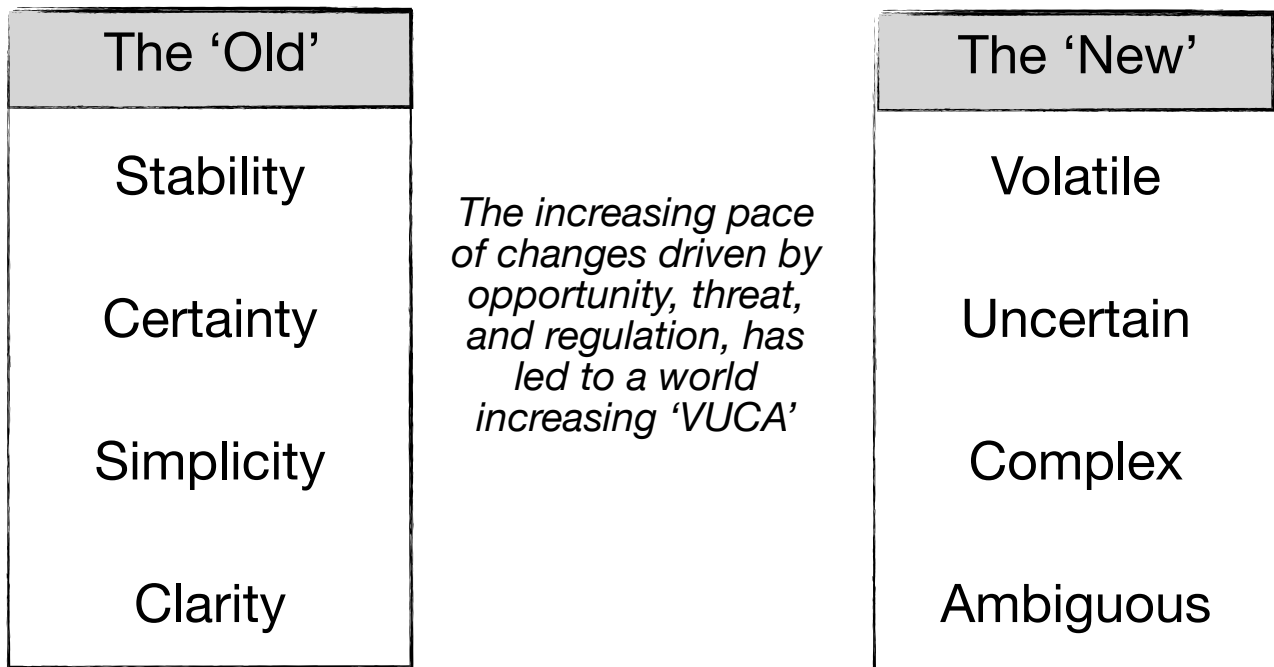 The ‘Old’
Stability
Certainty
Simplicity
Clarity
The increasing pace
of changes driven by
opportunity, threat,
and regulation, has
led to a world
increasing ‘VUCA’
The ‘New’
Volatile
Uncertain
Complex
Ambiguous